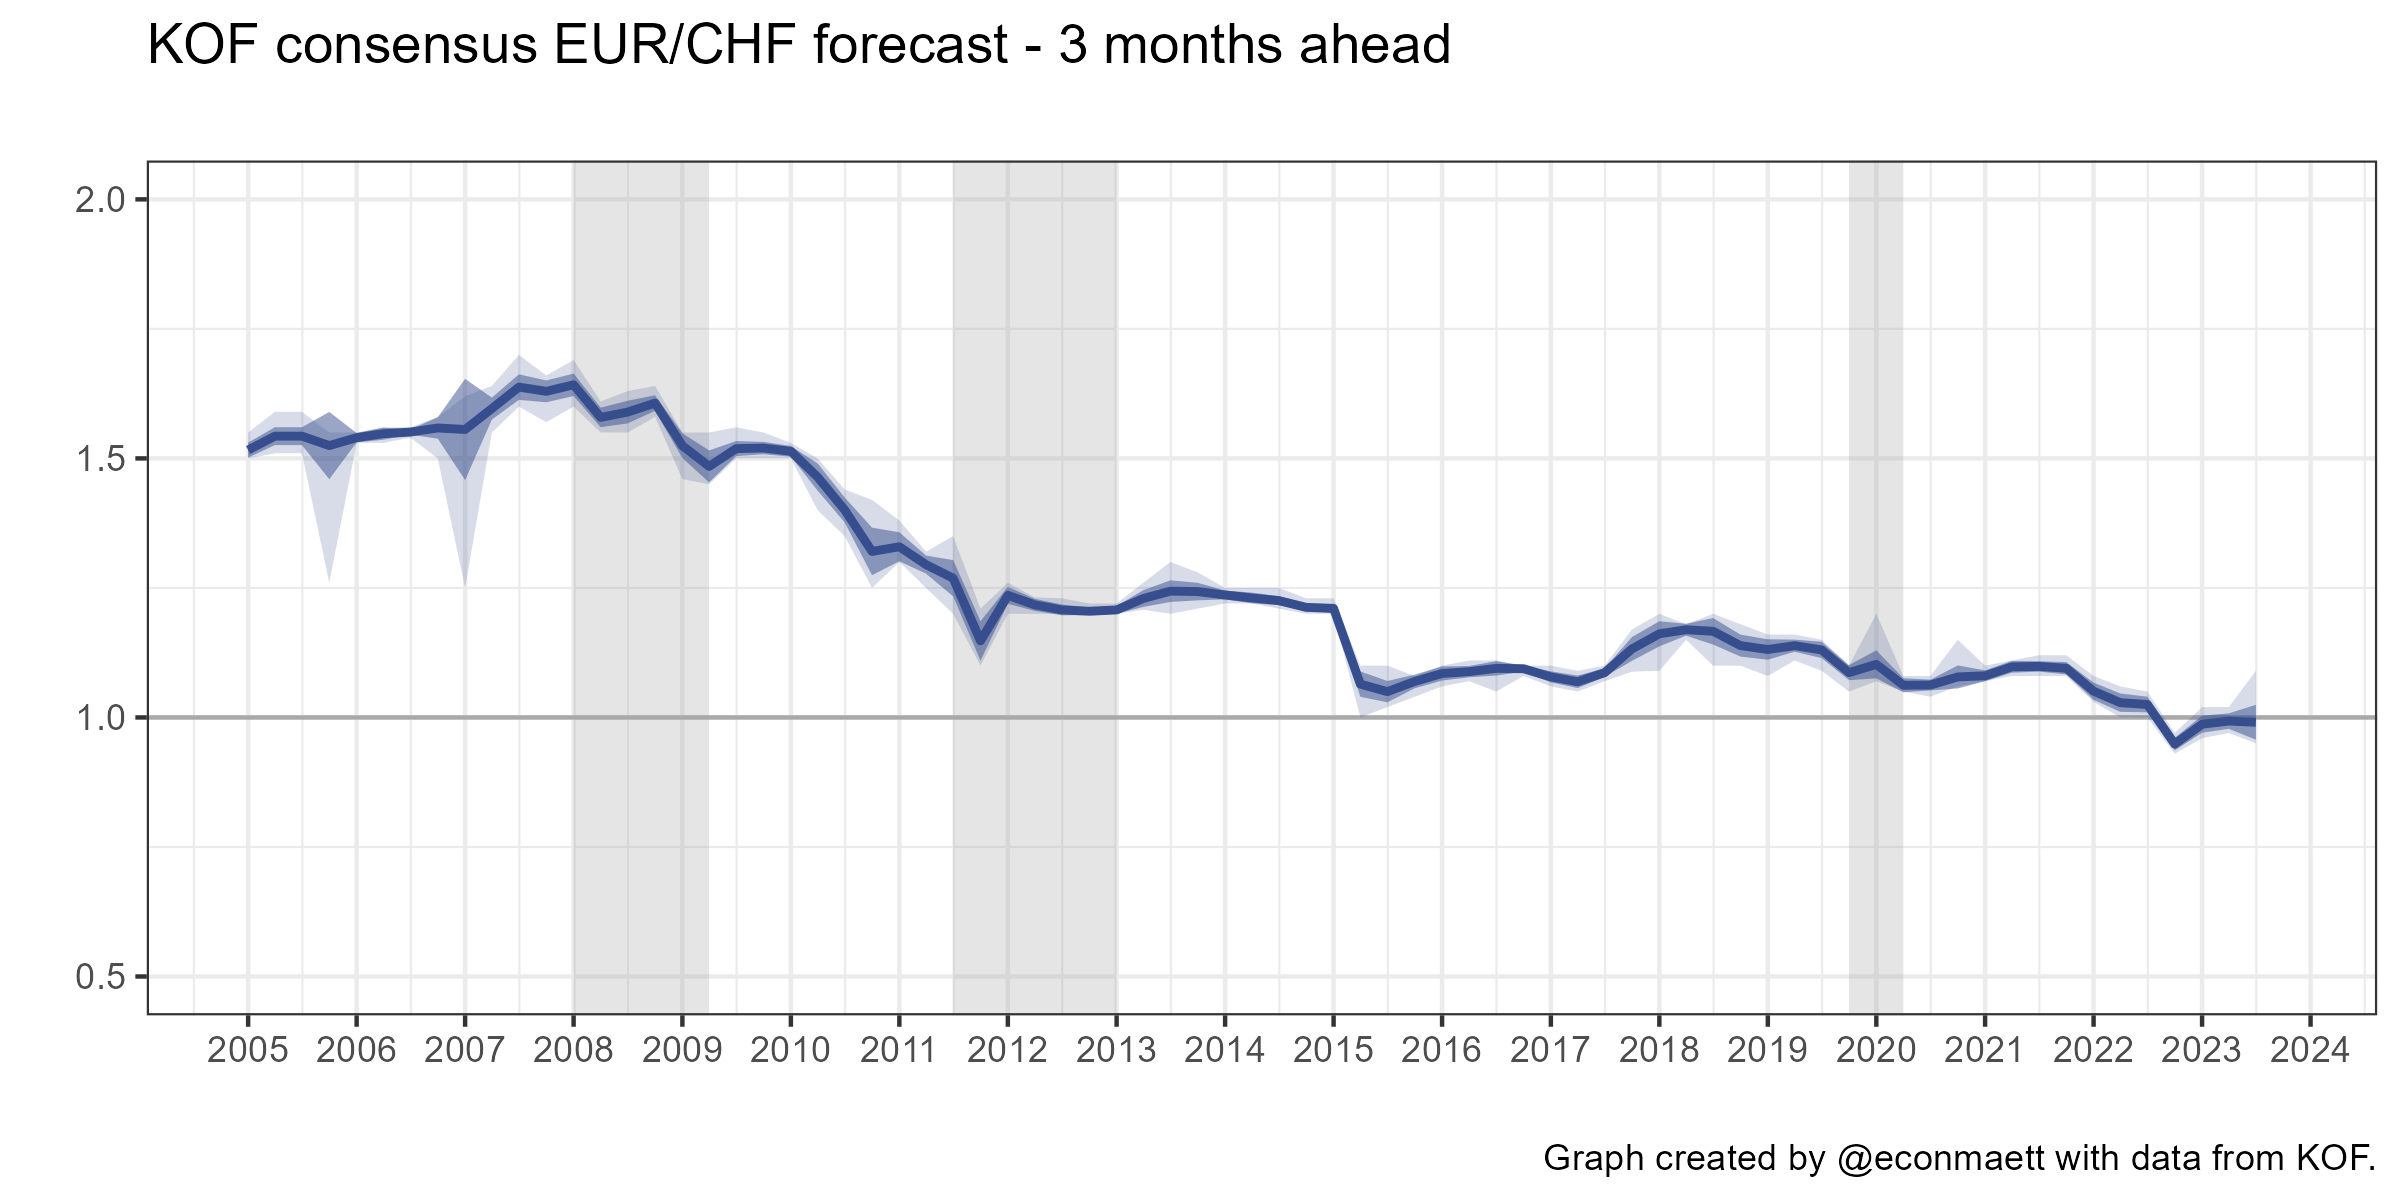 KOF consensus EUR/CHF forecast - 3 months ahead
2.0
1.5
1.0
0.5
2005 2006 2007 2008 2009 2010 2011 2012 2013 2014 2015 2016 2017 2018 2019 2020 2021 2022 2023 2024
Graph created by @econmaett with data from KOF.